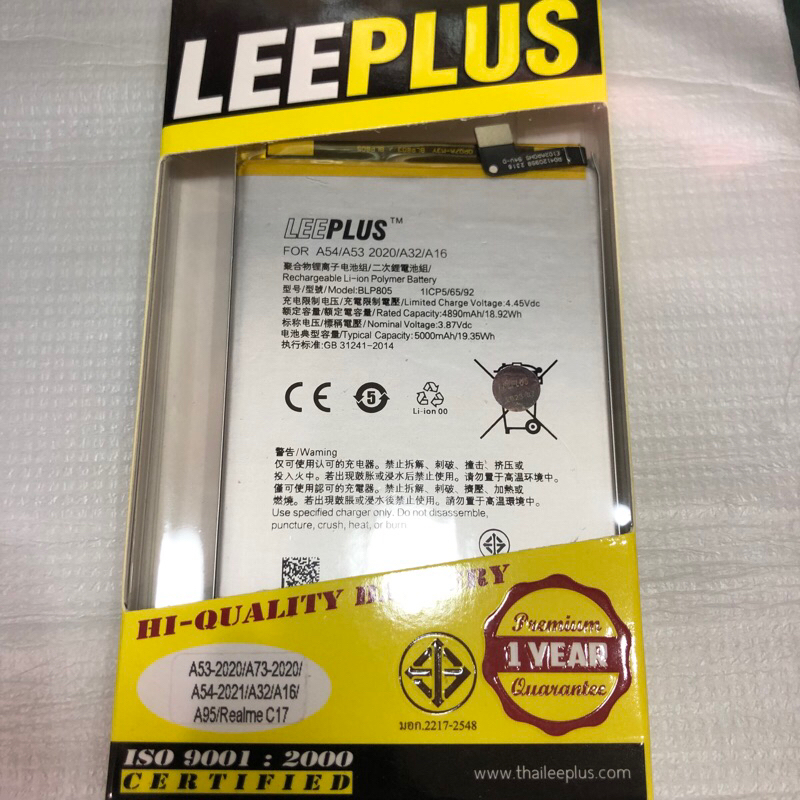 LEEPLUS
LEEPLUS™
FOR A54/A53 2020/A32/A16
聚合物锂离子电池组/二次鋰電池組/
Rechargeable Li-ion Polymer Battery
型号/型號/Model:BLP805 1ICP5/65/92
充电限制电压/充電限制電壓/Limited Charge Voltage:4.45Vdc
额定容量/額定電容量/Rated Capacity:4890mAh/18.92Wh
标称电压/標稱電壓/Nominal Voltage:3.87Vdc
电池典型容量/Typical Capacity:5000mAh/19.35Wh
执行标准:GB 31241-2014
CE
5
Li-ion 00
LEEPLUS
警告/Warning
仅可使用认可的充电器。禁止拆解、刺破、撞击、挤压或
投入火中。若出现鼓胀或浸水后禁止使用。请勿置于高温环境中。
僅可使用認可的充電器。禁止拆解、刺破、擠壓、加熱或
燃燒。若出現鼓脹或浸水後禁止使用。請勿置于高溫環境中。
Use specified charger only. Do not disassemble,
puncture, crush, heat, or burn
HI-QUALITY
A53-2020/A73-2020/
A54-2021/A32/A16/
A95/Realme C17
มอก.2217-2548
Premium
1 YEAR
Quarantee
ISO 9001 : 2000
CERTIFIED
www.thaileeplus.com